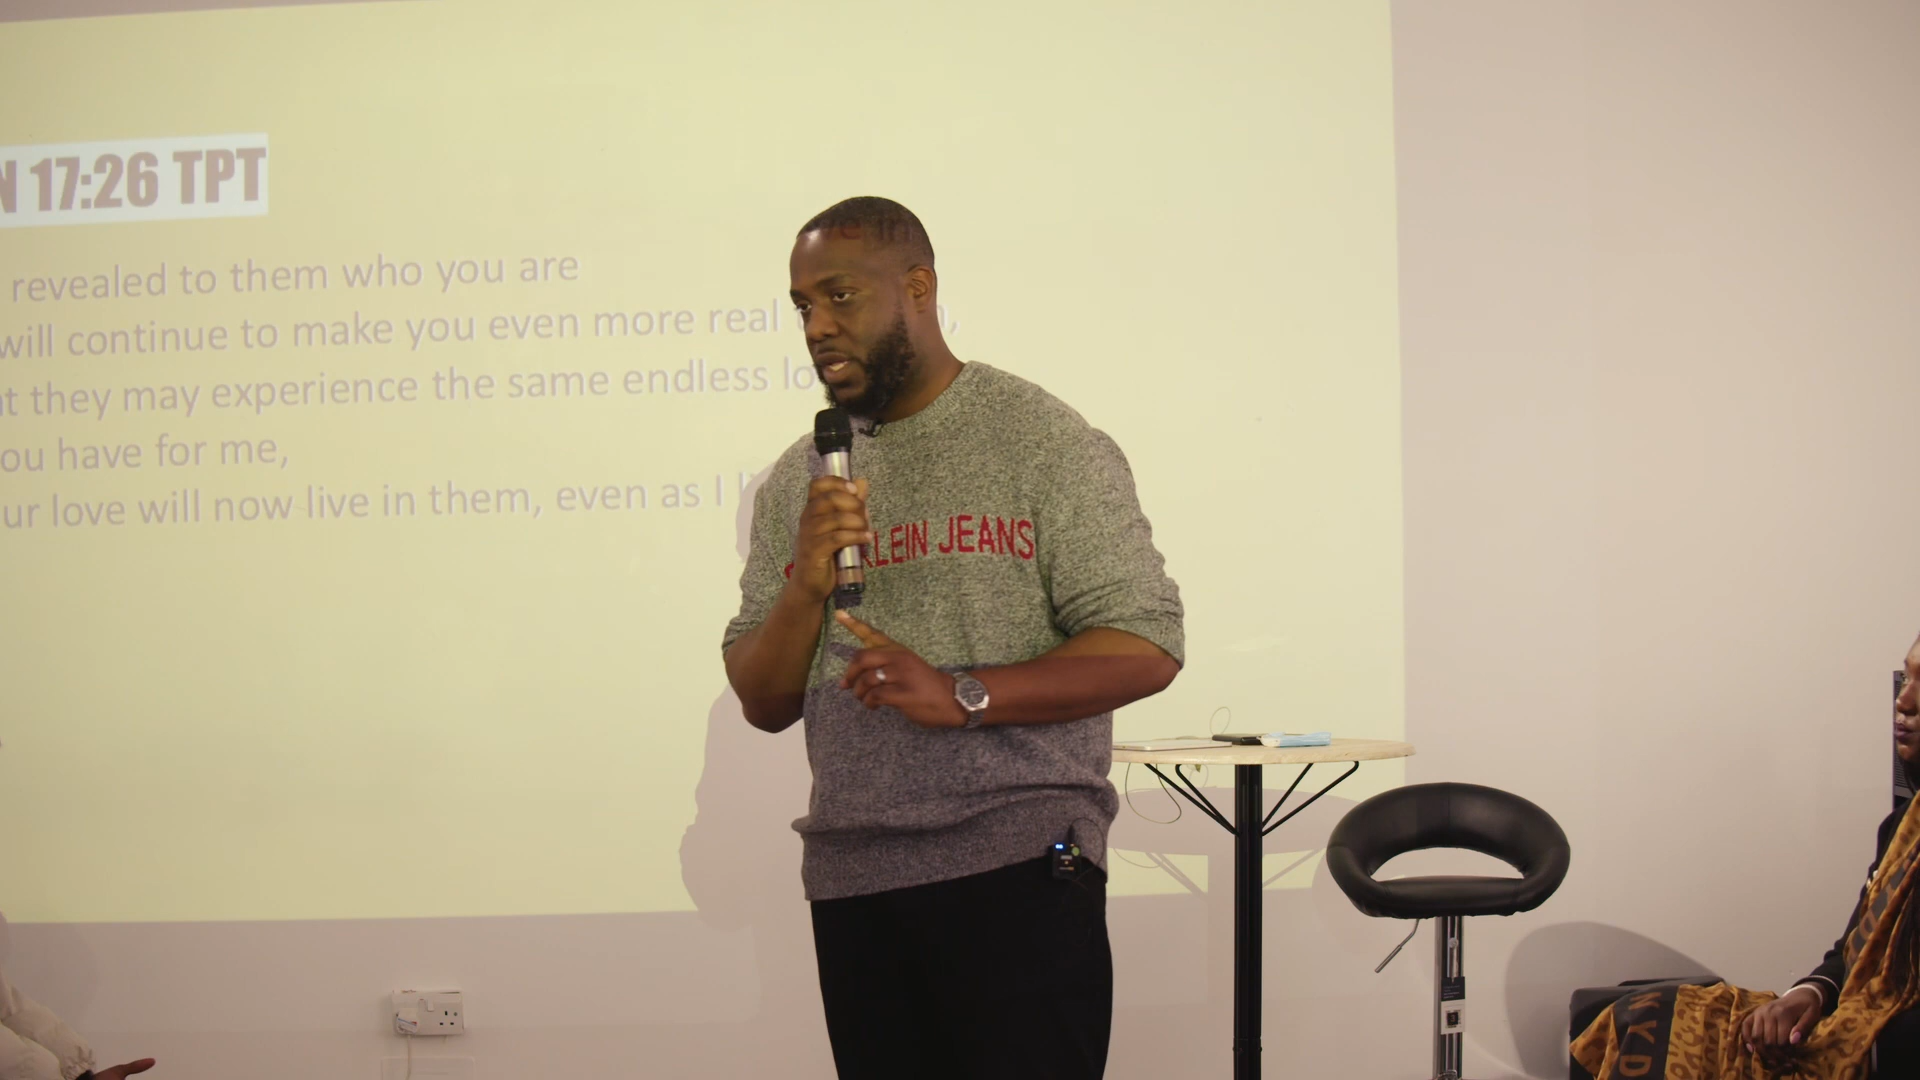 N 17:26 TPT
revealed to them who you are
will continue to make you even more real
t they may experience the same endless lo
ou have for me,
ur love will now live in them, even as I li
KLEIN JEANS
NYD